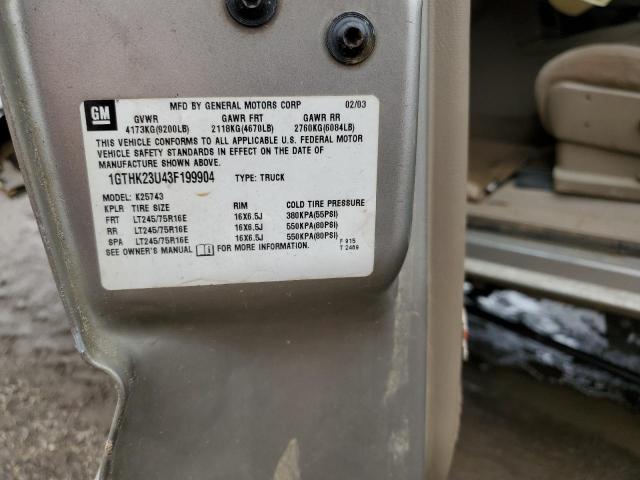 GM
MFD BY GENERAL MOTORS CORP 02/03
GVWR GAWR FRT GAWR RR
4173KG(9200LB) 2118KG(4670LB) 2760KG(6084LB)
THIS VEHICLE CONFORMS TO ALL APPLICABLE U.S. FEDERAL MOTOR
VEHICLE SAFETY STANDARDS IN EFFECT ON THE DATE OF
MANUFACTURE SHOWN ABOVE.
1GTHK23U43F199904 TYPE: TRUCK
MODEL: K25743
KPLR TIRE SIZE RIM COLD TIRE PRESSURE
FRT LT245/75R16E 16X6.5J 380KPA(55PSI)
RR LT245/75R16E 16X6.5J 550KPA(80PSI)
SPA LT245/75R16E 16X6.5J 550KPA(80PSI)
SEE OWNER'S MANUAL FOR MORE INFORMATION.
F 915
T 2469